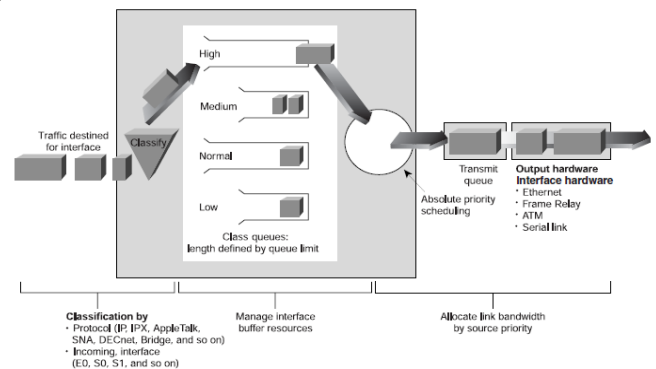 High
Medium
Normal
Low
Traffic destined
for interface
Classify
Class queues:
length defined by queue limit
Absolute priority
scheduling
Transmit
queue
Output hardware
Interface hardware
· Ethernet
· Frame Relay
· ATM
· Serial link
Classification by
· Protocol (IP, IPX, AppleTalk,
SNA, DECnet, Bridge, and so on)
· Incoming, interface
(E0, S0, S1, and so on)
Manage interface
buffer resources
Allocate link bandwidth
by source priority